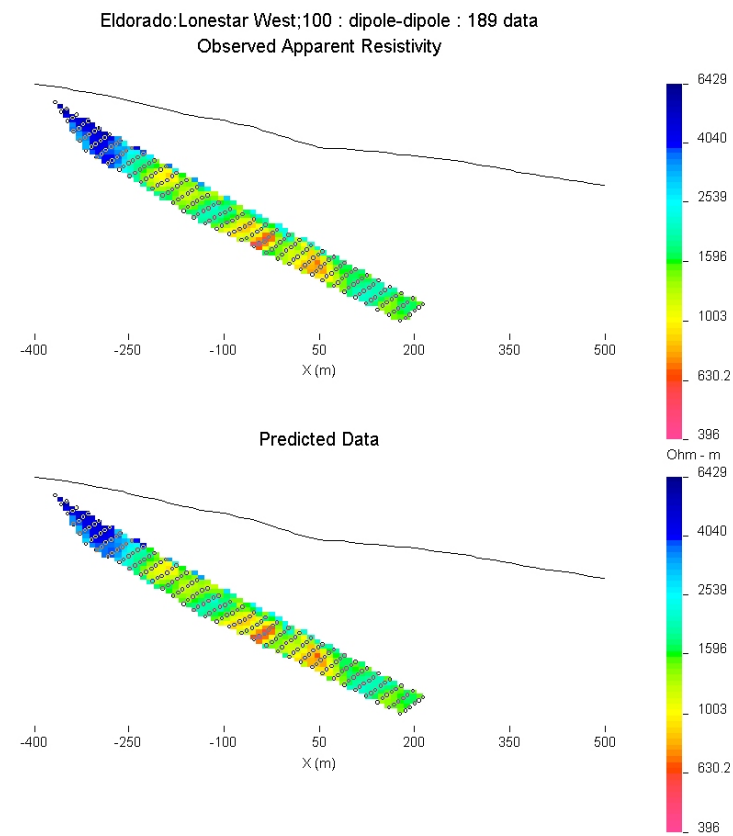 Eldorado:Lonestar West;100 : dipole-dipole : 189 data
Observed Apparent Resistivity
6429
4040
2539
1596
1003
630.2
396
Ohm - m
-400 -250 -100 50 200 350 500
X (m)
Predicted Data
6429
4040
2539
1596
1003
630.2
396
-400 -250 -100 50 200 350 500
X (m)